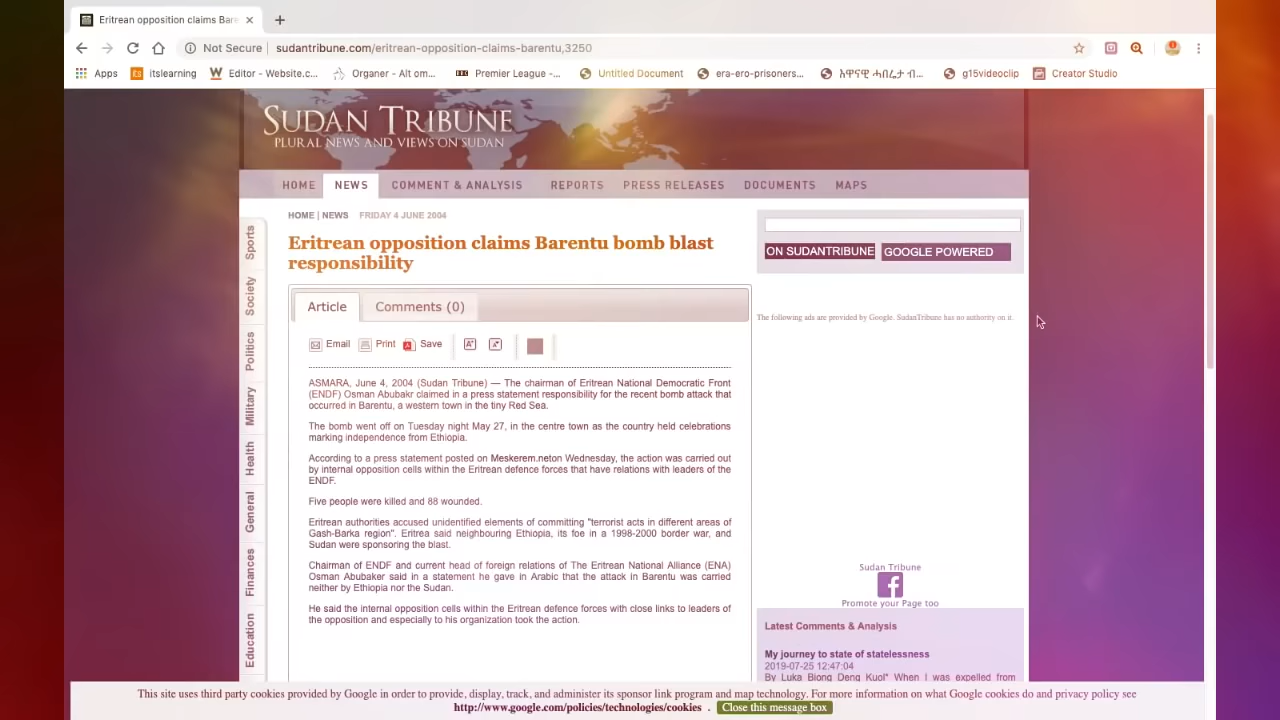 Eritrean opposition claims Bare
Not Secure | sudantribune.com/eritrean-opposition-claims-barentu,3250
Apps itslearning Editor - Website.c... Organer - Alt om... Premier League -... Untitled Document era-ero-prisoners... እዋናዊ ሓበሬታ ብ... g15videoclip Creator Studio
SUDAN TRIBUNE
PLURAL NEWS AND VIEWS ON SUDAN
HOME NEWS COMMENT & ANALYSIS REPORTS PRESS RELEASES DOCUMENTS MAPS
HOME | NEWS FRIDAY 4 JUNE 2004
Eritrean opposition claims Barentu bomb blast
responsibility
Article Comments (0)
Email Print Save
ASMARA, June 4, 2004 (Sudan Tribune) — The chairman of Eritrean National Democratic Front
(ENDF) Osman Abubakr claimed in a press statement responsibility for the recent bomb attack that
occurred in Barentu, a western town in the tiny Red Sea.
The bomb went off on Tuesday night May 27, in the centre town as the country held celebrations
marking independence from Ethiopia.
According to a press statement posted on Meskerem.neton Wednesday, the action was carried out
by internal opposition cells within the Eritrean defence forces that have relations with leaders of the
ENDF.
Five people were killed and 88 wounded.
Eritrean authorities accused unidentified elements of committing "terrorist acts in different areas of
Gash-Barka region". Eritrea said neighbouring Ethiopia, its foe in a 1998-2000 border war, and
Sudan were sponsoring the blast.
Chairman of ENDF and current head of foreign relations of The Eritrean National Alliance (ENA)
Osman Abubaker said in a statement he gave in Arabic that the attack in Barentu was carried
neither by Ethiopia nor the Sudan.
He said the internal opposition cells within the Eritrean defence forces with close links to leaders of
the opposition and especially to his organization took the action.
Sports
Society
Politics
Military
Health
General
Finances
Education
ON SUDANTRIBUNE GOOGLE POWERED
The following ads are provided by Google. SudanTribune has no authority on it.
Sudan Tribune
Promote your Page too
Latest Comments & Analysis
My journey to state of statelessness
2019-07-25 12:47:04
By Luka Biong Deng Kuol* When I was expelled from
This site uses third party cookies provided by Google in order to provide, display, track, and administer its sponsor link program and map technology. For more information on what Google cookies do and privacy policy see
http://www.google.com/policies/technologies/cookies . Close this message box